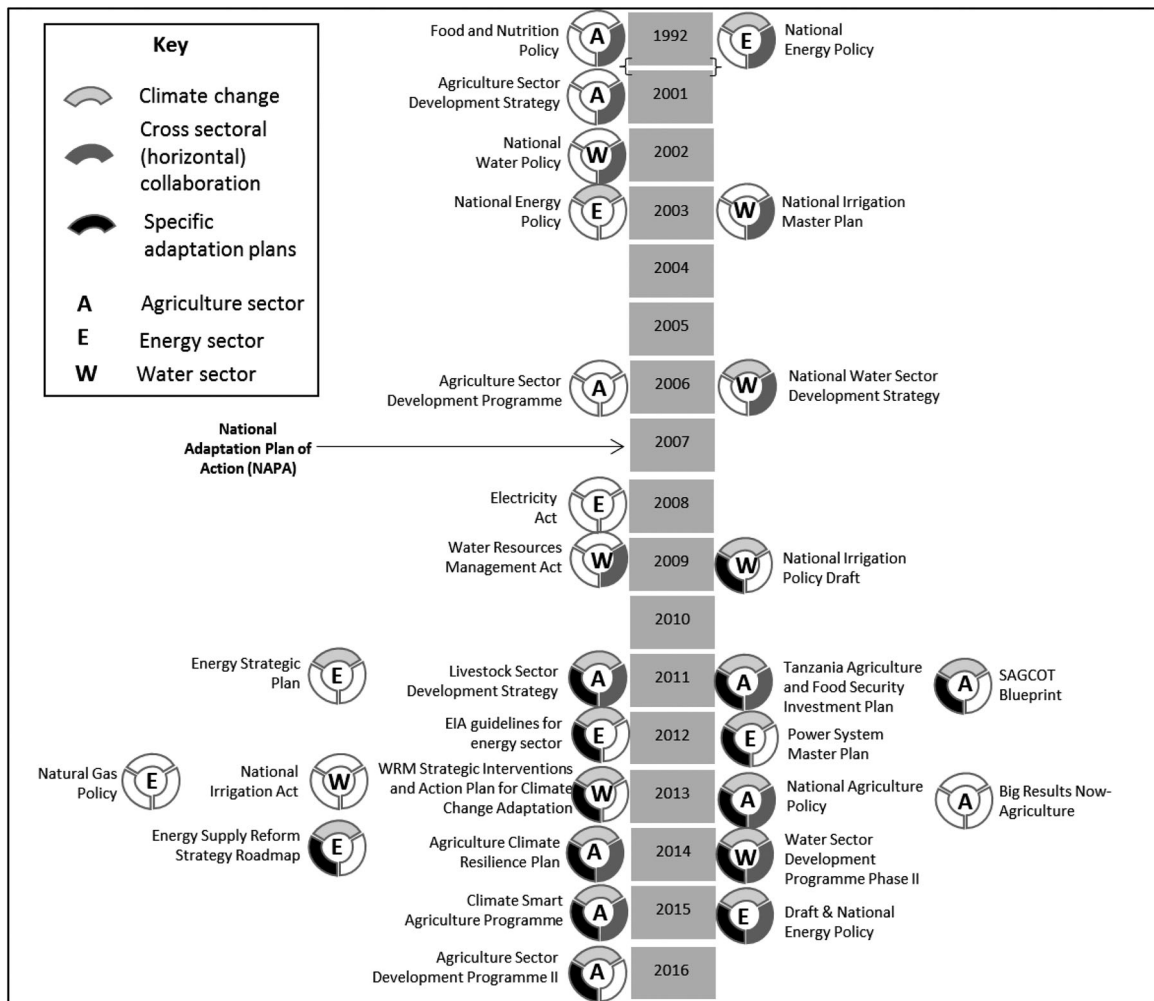 Key
Climate change
Cross sectoral
(horizontal)
collaboration
Specific
adaptation plans
A Agriculture sector
E Energy sector
W Water sector
Food and Nutrition
Policy
A
1992
E
National
Energy Policy
Agriculture Sector
Development Strategy
A
2001
National
Water Policy
W
2002
National Energy
Policy
E
2003
W
National Irrigation
Master Plan
2004
2005
Agriculture Sector
Development Programme
A
2006
W
National Water Sector
Development Strategy
National
Adaptation Plan of
Action (NAPA)
2007
Electricity
Act
E
2008
Water Resources
Management Act
W
2009
W
National Irrigation
Policy Draft
2010
Energy Strategic
Plan
E
Livestock Sector
Development Strategy
A
2011
A
Tanzania Agriculture
and Food Security
Investment Plan
A
SAGCOT
Blueprint
EIA guidelines for
energy sector
E
2012
E
Power System
Master Plan
Natural Gas
Policy
E
National
Irrigation Act
W
WRM Strategic Interventions
and Action Plan for Climate
Change Adaptation
W
2013
A
National Agriculture
Policy
A
Big Results Now-
Agriculture
Energy Supply Reform
Strategy Roadmap
E
Agriculture Climate
Resilience Plan
A
2014
W
Water Sector
Development
Programme Phase II
Climate Smart
Agriculture Programme
A
2015
E
Draft & National
Energy Policy
Agriculture Sector
Development Programme II
A
2016